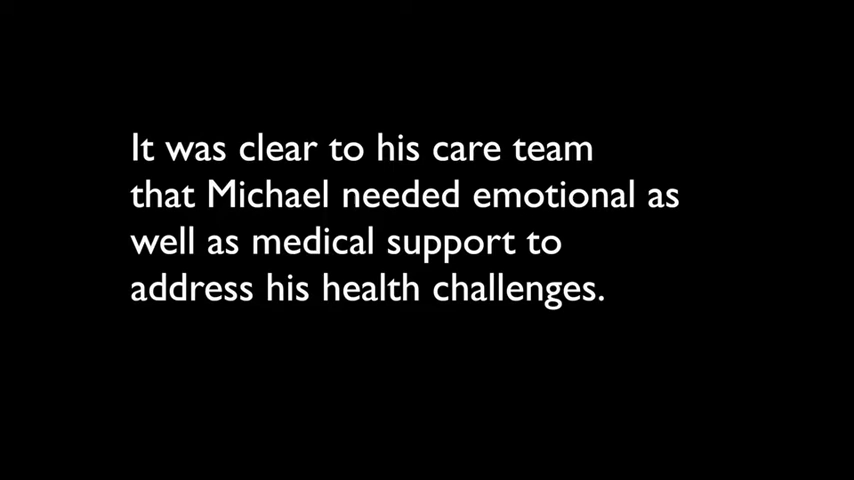 It was clear to his care team
that Michael needed emotional as
well as medical support to
address his health challenges.